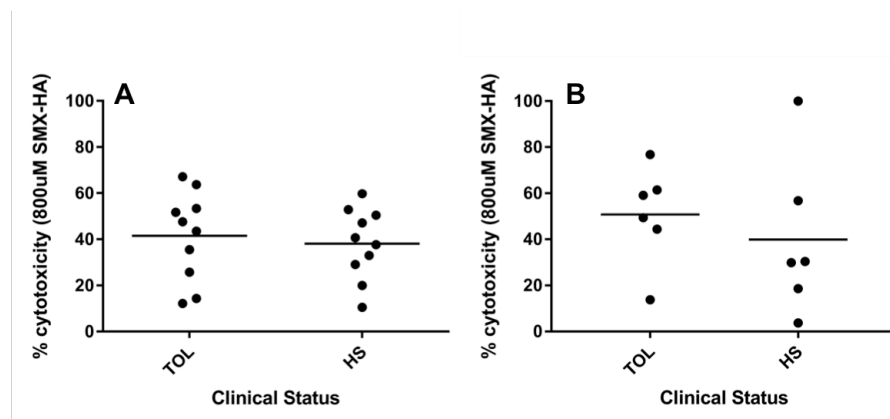 A
% cytotoxicity (800uM SMX-HA)
100
80
60
40
20
0
TOL
HS
Clinical Status
B
% cytotoxicity (800uM SMX-HA)
100
80
60
40
20
0
TOL
HS
Clinical Status